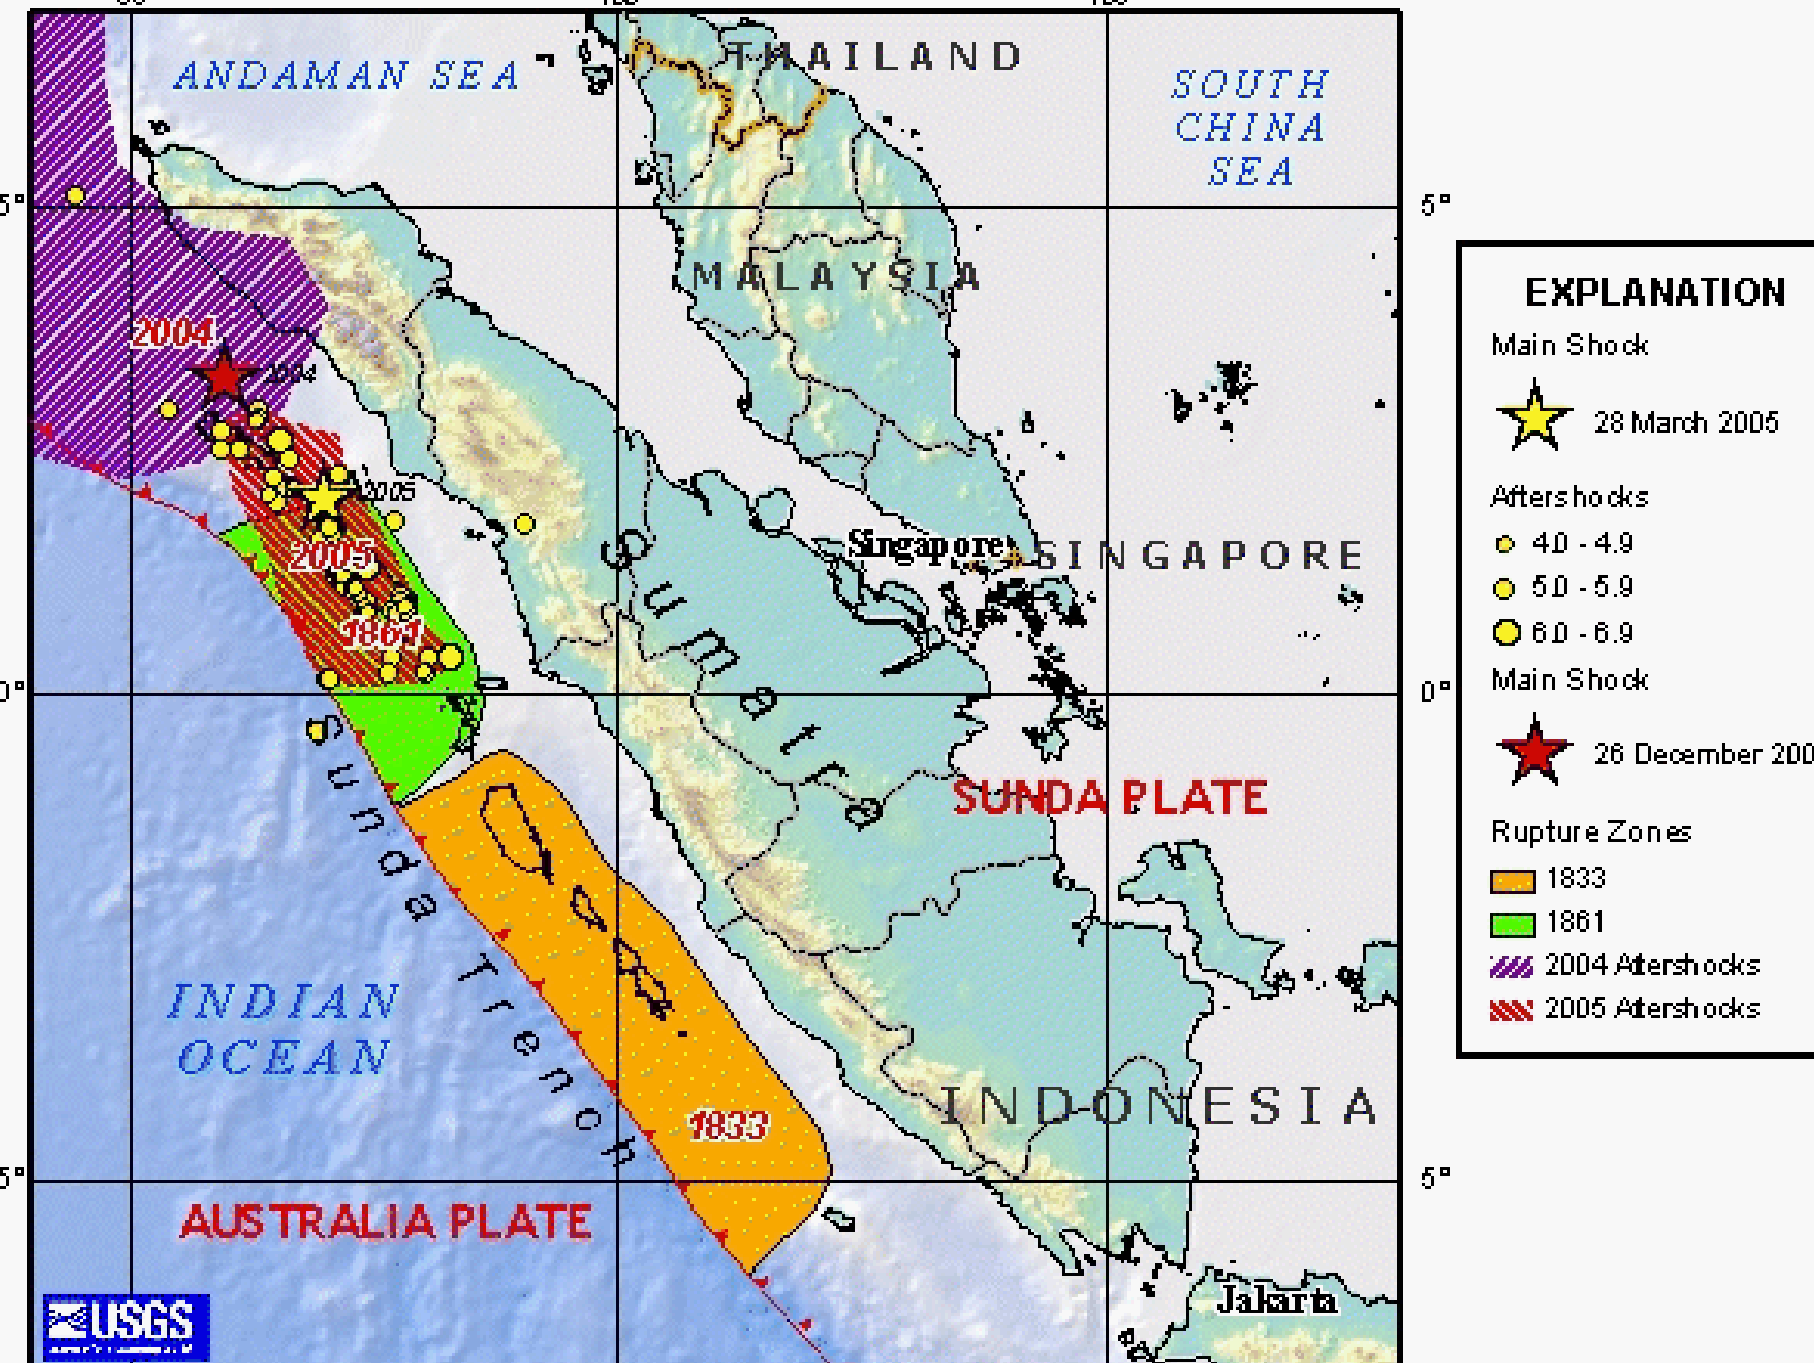 THAILAND
ANDAMAN SEA
SOUTH
CHINA
SEA
5°
5°
MALAYSIA
2004
2004
2005
2005
Singapore
SINGAPORE
1861
Sumatra
0°
0°
SUNDA PLATE
Sunda Trench
INDIAN
OCEAN
INDONESIA
1833
5°
5°
AUSTRALIA PLATE
USGS
Jakarta
EXPLANATION
Main Shock
28 March 2005
Aftershocks
4.0 - 4.9
5.0 - 5.9
6.0 - 6.9
Main Shock
26 December 200
Rupture Zones
1833
1861
2004 Aftershocks
2005 Aftershocks